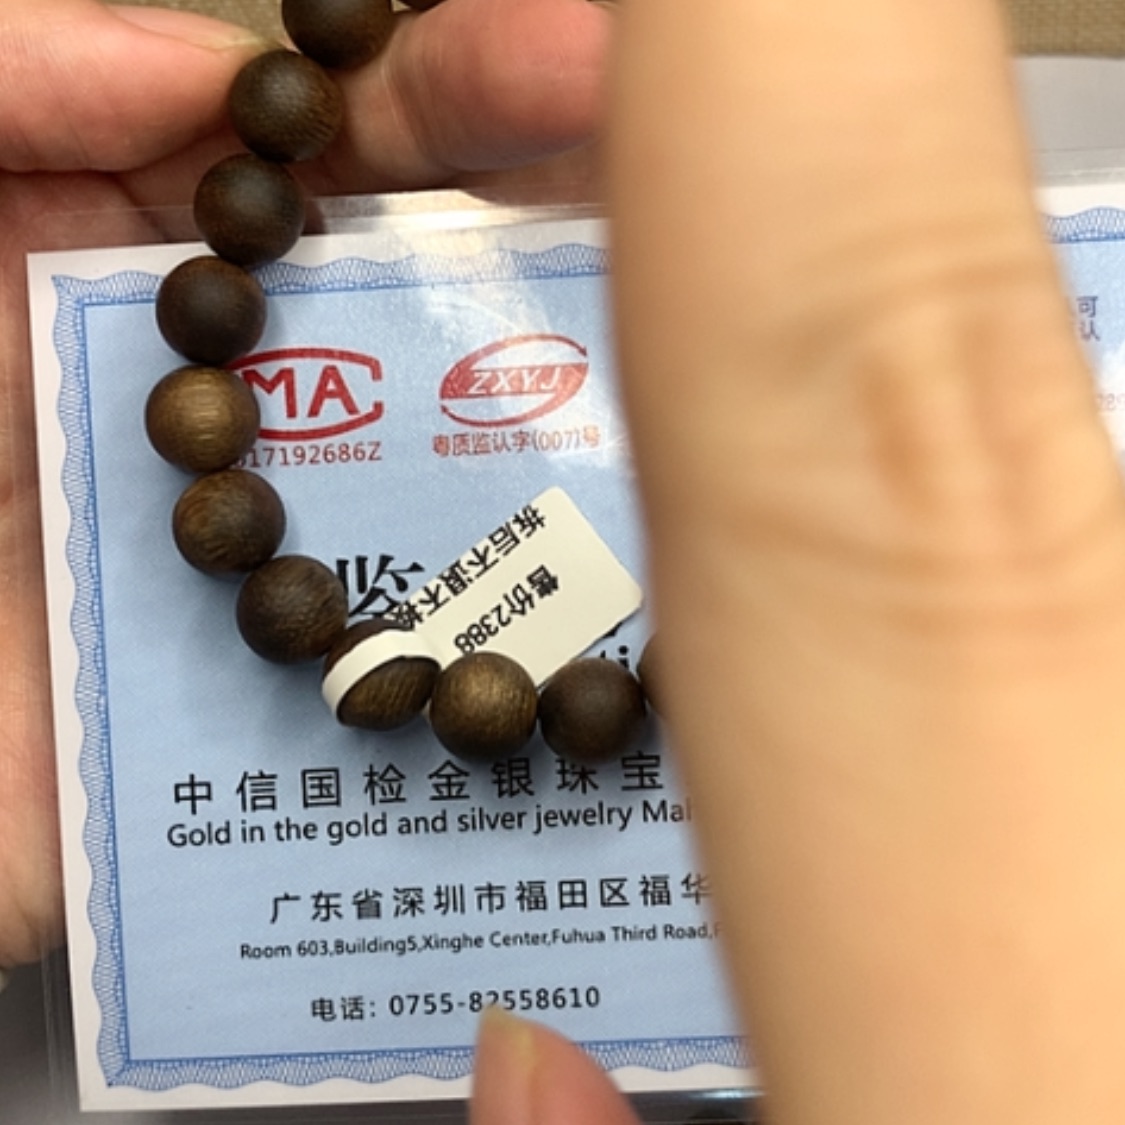 MA
ZXYJ
17192686Z
粤质监认字(007)号
可
认
鉴
拆后不退不换
售价2388
中信国检金银珠宝
Gold in the gold and silver jewelry
广东省深圳市福田区福华
Room 603,Building5,Xinghe Center,Fuhua Third Road,
电话: 0755-82558610